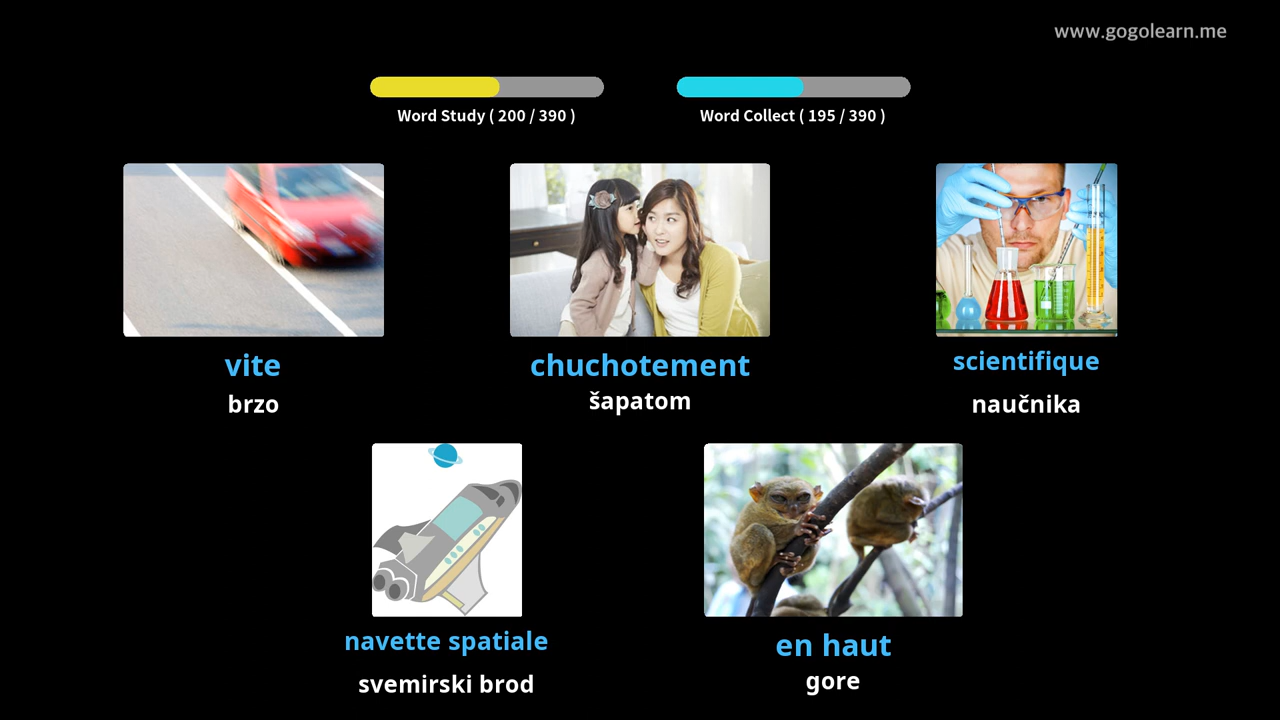 www.gogolearn.me
Word Study ( 200 / 390 )
Word Collect ( 195 / 390 )
vite
brzo
chuchotement
šapatom
scientifique
naučnika
navette spatiale
svemirski brod
en haut
gore